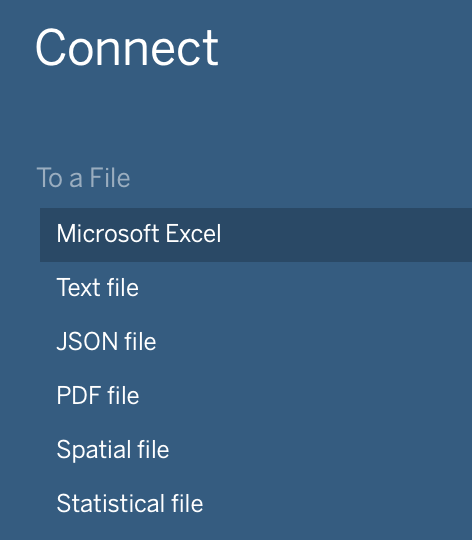 Connect
To a File
Microsoft Excel
Text file
JSON file
PDF file
Spatial file
Statistical file